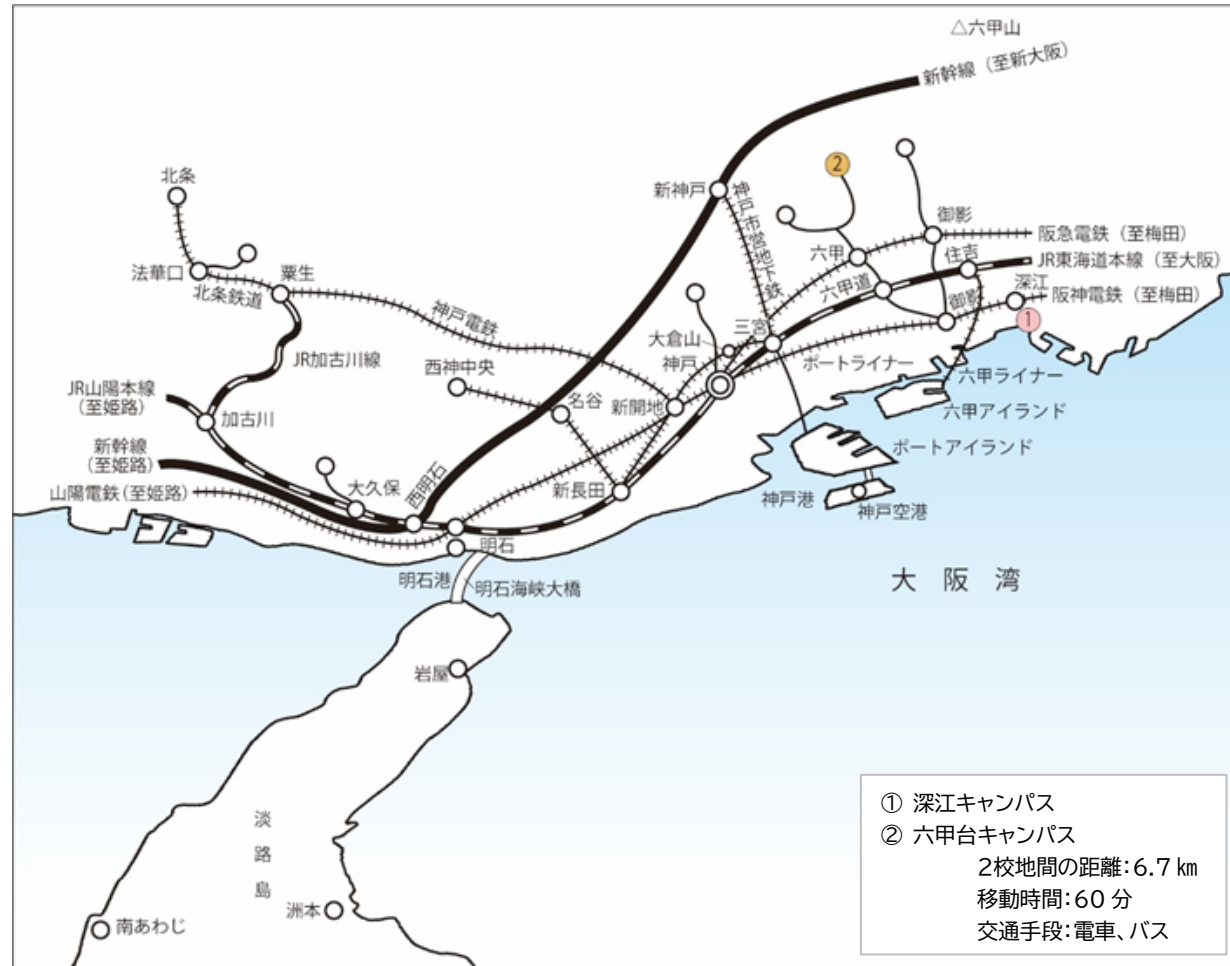 △六甲山
新幹線（至新大阪）
②
北条
新神戸
神戸市営地下鉄
御影
阪急電鉄（至梅田）
六甲
住吉
JR東海道本線（至大阪）
法華口
粟生
北条鉄道
六甲道
深江
阪神電鉄（至梅田）
神戸電鉄
御影
①
大倉山
三宮
JR加古川線
神戸
ポートライナー
西神中央
六甲ライナー
JR山陽本線
（至姫路）
名谷
新開地
六甲アイランド
加古川
新幹線
（至姫路）
ポートアイランド
西明石
山陽電鉄（至姫路）
大久保
新長田
神戸港
神戸空港
明石
明石港
明石海峡大橋
大阪湾
岩屋
淡路島
洲本
南あわじ
① 深江キャンパス
② 六甲台キャンパス
2校地間の距離：6.7 ㎞
移動時間：60 分
交通手段：電車、バス